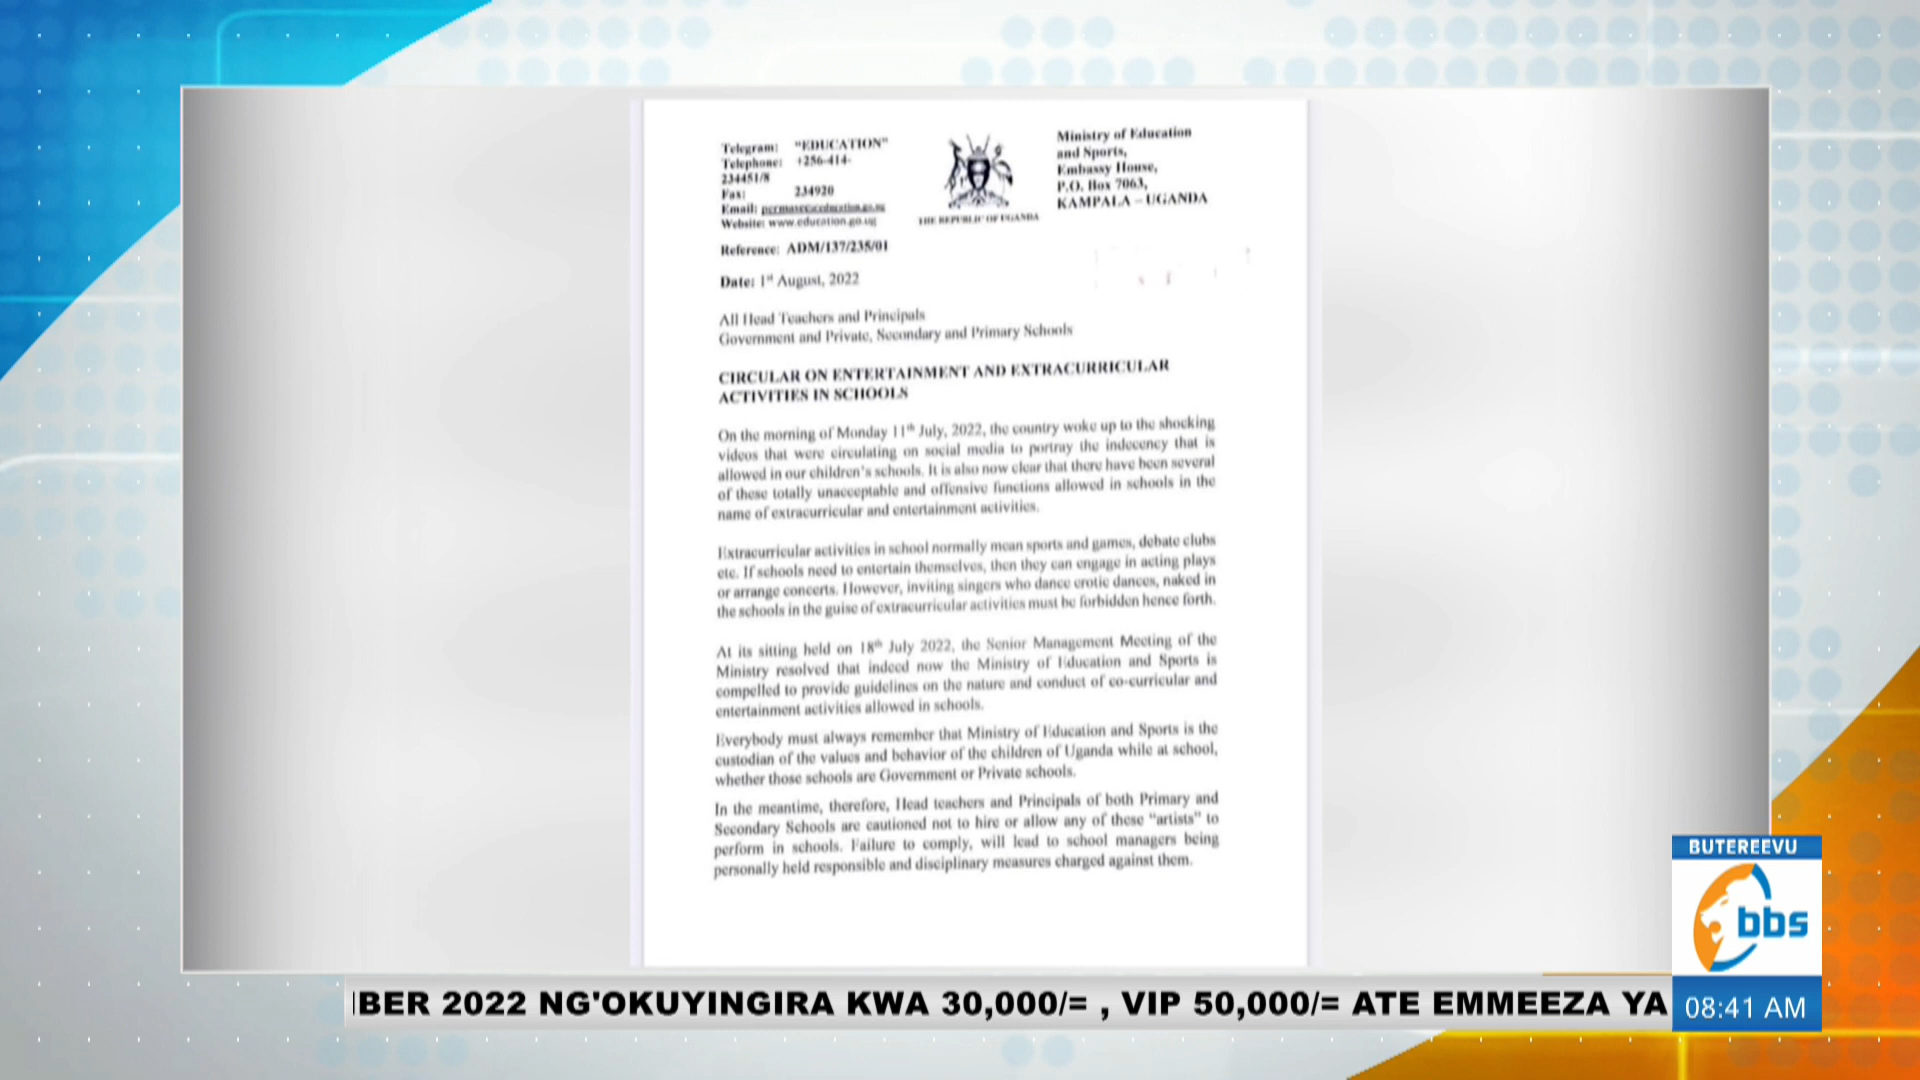 Telegram: "EDUCATION"
Telephone: +256-414-
234451/8
Fax: 234920
Email:
Website: www.education.go.ug
THE REPUBLIC OF UGANDA
Ministry of Education
and Sports,
Embassy House,
P.O. Box 7063,
KAMPALA – UGANDA
Reference: ADM/137/235/01
Date: 1st August, 2022
All Head Teachers and Principals
Government and Private, Secondary and Primary Schools
CIRCULAR ON ENTERTAINMENT AND EXTRACURRICULAR
ACTIVITIES IN SCHOOLS
On the morning of Monday 11th July, 2022, the country woke up to the shocking
videos that were circulating on social media to portray the indecency that is
allowed in our children's schools. It is also now clear that there have been several
of these totally unacceptable and offensive functions allowed in schools in the
name of extracurricular and entertainment activities.
Extracurricular activities in school normally mean sports and games, debate clubs
etc. If schools need to entertain themselves, then they can engage in acting plays
or arrange concerts. However, inviting singers who dance erotic dances, naked in
the schools in the guise of extracurricular activities must be forbidden hence forth.
At its sitting held on 18th July 2022, the Senior Management Meeting of the
Ministry resolved that indeed now the Ministry of Education and Sports is
compelled to provide guidelines on the nature and conduct of co-curricular and
entertainment activities allowed in schools.
Everybody must always remember that Ministry of Education and Sports is the
custodian of the values and behavior of the children of Uganda while at school,
whether those schools are Government or Private schools.
In the meantime, therefore, Head teachers and Principals of both Primary and
Secondary Schools are cautioned not to hire or allow any of these "artists" to
perform in schools. Failure to comply, will lead to school managers being
personally held responsible and disciplinary measures charged against them.
BUTEREEVU
bbs
BER 2022 NG'OKUYINGIRA KWA 30,000/= , VIP 50,000/= ATE EMMEEZA YA
08:41 AM